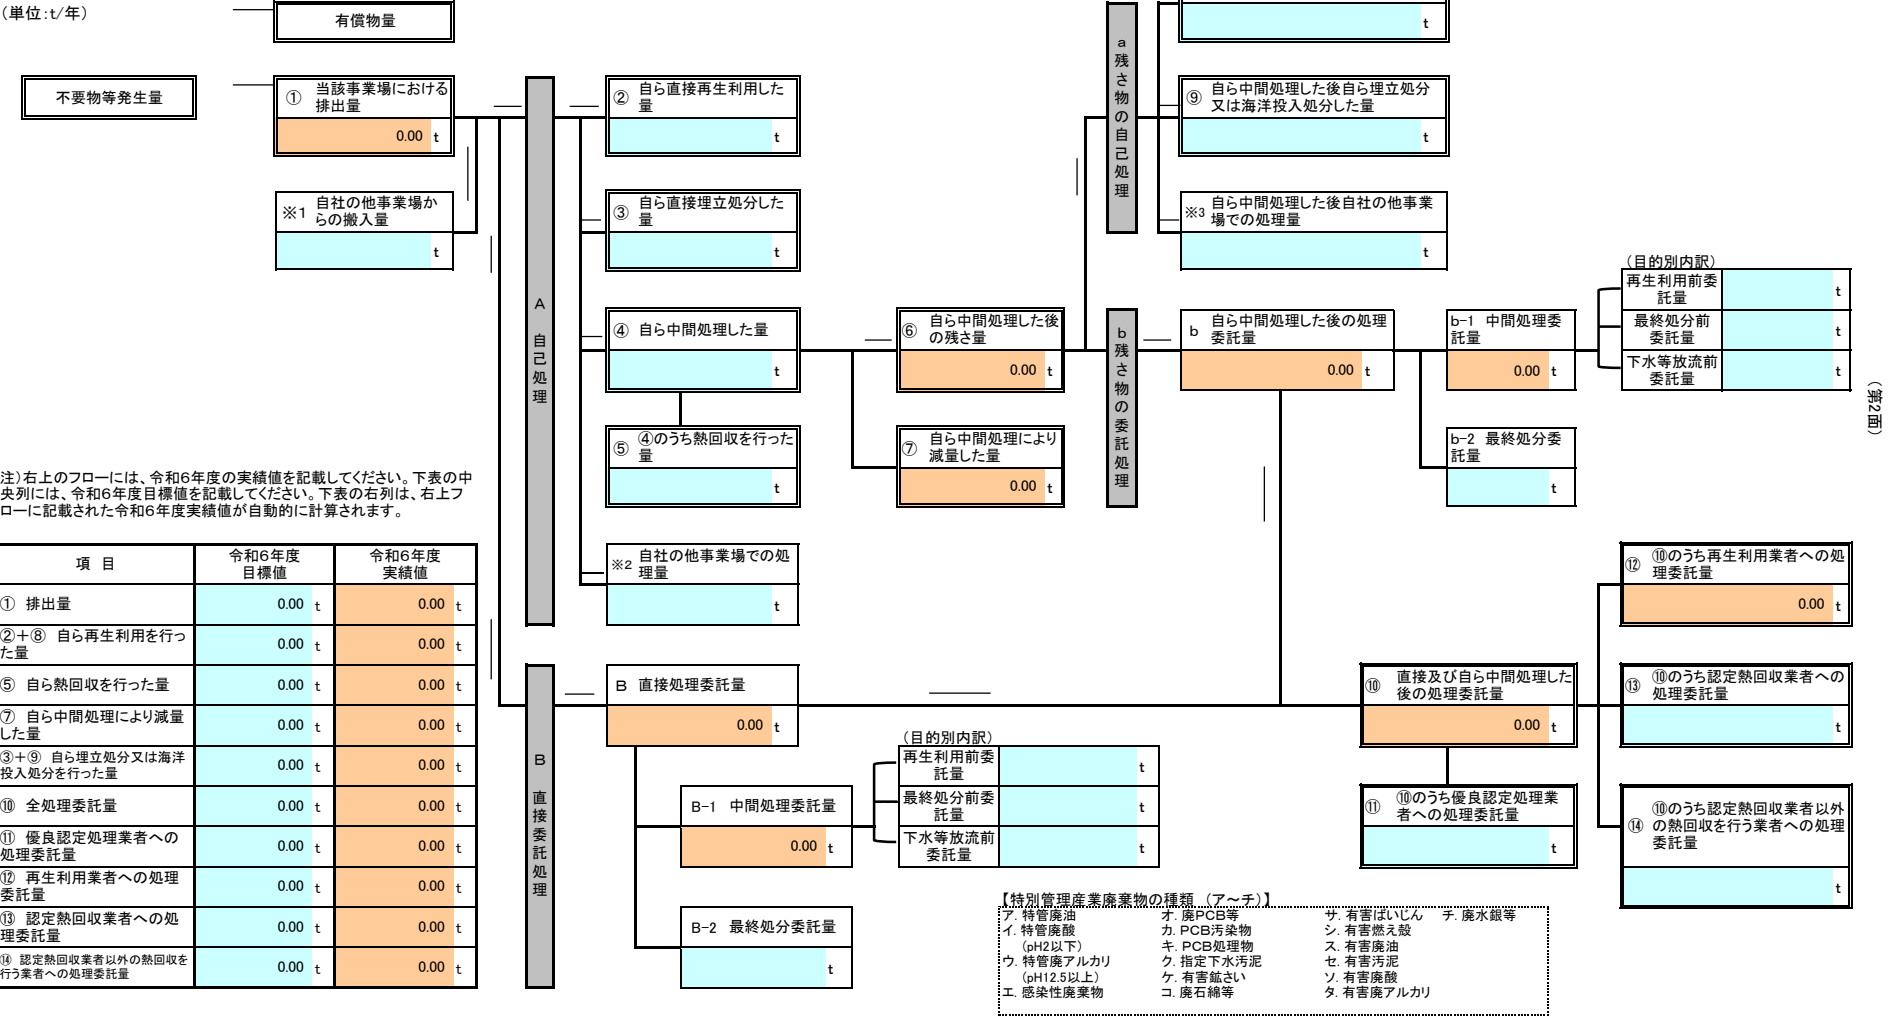 （単位：t/年）
有償物量
t
不要物等発生量
① 当該事業場における
排出量
0.00 t
※1 自社の他事業場か
らの搬入量
t
A 自己処理
② 自ら直接再生利用した
量
t
③ 自ら直接埋立処分した
量
t
④ 自ら中間処理した量
t
⑤ ④のうち熱回収を行った
量
t
※2 自社の他事業場での処
理量
t
⑥ 自ら中間処理した後
の残さ量
0.00 t
⑦ 自ら中間処理により
減量した量
0.00 t
a 残さ物の自己処理
⑨ 自ら中間処理した後自ら埋立処分
又は海洋投入処分した量
t
※3 自ら中間処理した後自社の他事業
場での処理量
t
b 残さ物の委託処理
b 自ら中間処理した後の処理
委託量
0.00 t
b-1 中間処理委
託量
0.00 t
b-2 最終処分委
託量
t
（目的別内訳）
再生利用前委
託量
t
最終処分前
委託量
t
下水等放流前
委託量
t
（第2面）
注）右上のフローには、令和6年度の実績値を記載してください。下表の中
央列には、令和6年度目標値を記載してください。下表の右列は、右上フ
ローに記載された令和6年度実績値が自動的に計算されます。
項 目 令和6年度
目標値 令和6年度
実績値
① 排出量 0.00 t 0.00 t
②＋⑧ 自ら再生利用を行っ
た量 0.00 t 0.00 t
⑤ 自ら熱回収を行った量 0.00 t 0.00 t
⑦ 自ら中間処理により減量
した量 0.00 t 0.00 t
③＋⑨ 自ら埋立処分又は海洋
投入処分を行った量 0.00 t 0.00 t
⑩ 全処理委託量 0.00 t 0.00 t
⑪ 優良認定処理業者への
処理委託量 0.00 t 0.00 t
⑫ 再生利用業者への処理
委託量 0.00 t 0.00 t
⑬ 認定熱回収業者への処
理委託量 0.00 t 0.00 t
⑭ 認定熱回収業者以外の熱回収を
行う業者への処理委託量 0.00 t 0.00 t
B 直接委託処理
B 直接処理委託量
0.00 t
B-1 中間処理委託量
0.00 t
B-2 最終処分委託量
t
（目的別内訳）
再生利用前委
託量
t
最終処分前委
託量
t
下水等放流前
委託量
t
⑩ 直接及び自ら中間処理した
後の処理委託量
0.00 t
⑪ ⑩のうち優良認定処理業
者への処理委託量
t
⑫ ⑩のうち再生利用業者への処
理委託量
0.00 t
⑬ ⑩のうち認定熱回収業者への
処理委託量
t
⑭ ⑩のうち認定熱回収業者以外
の熱回収を行う業者への処理
委託量
t
【特別管理産業廃棄物の種類 （ア～チ）】
ア. 特管廃油 オ. 廃PCB等 サ. 有害ばいじん チ. 廃水銀等
イ. 特管廃酸 カ. PCB汚染物 シ. 有害燃え殻
（pH2以下） キ. PCB処理物 ス. 有害廃油
ウ. 特管廃アルカリ ク. 指定下水汚泥 セ. 有害汚泥
（pH12.5以上） ケ. 有害鉱さい ソ. 有害廃酸
エ. 感染性廃棄物 コ. 廃石綿等 タ. 有害廃アルカリ